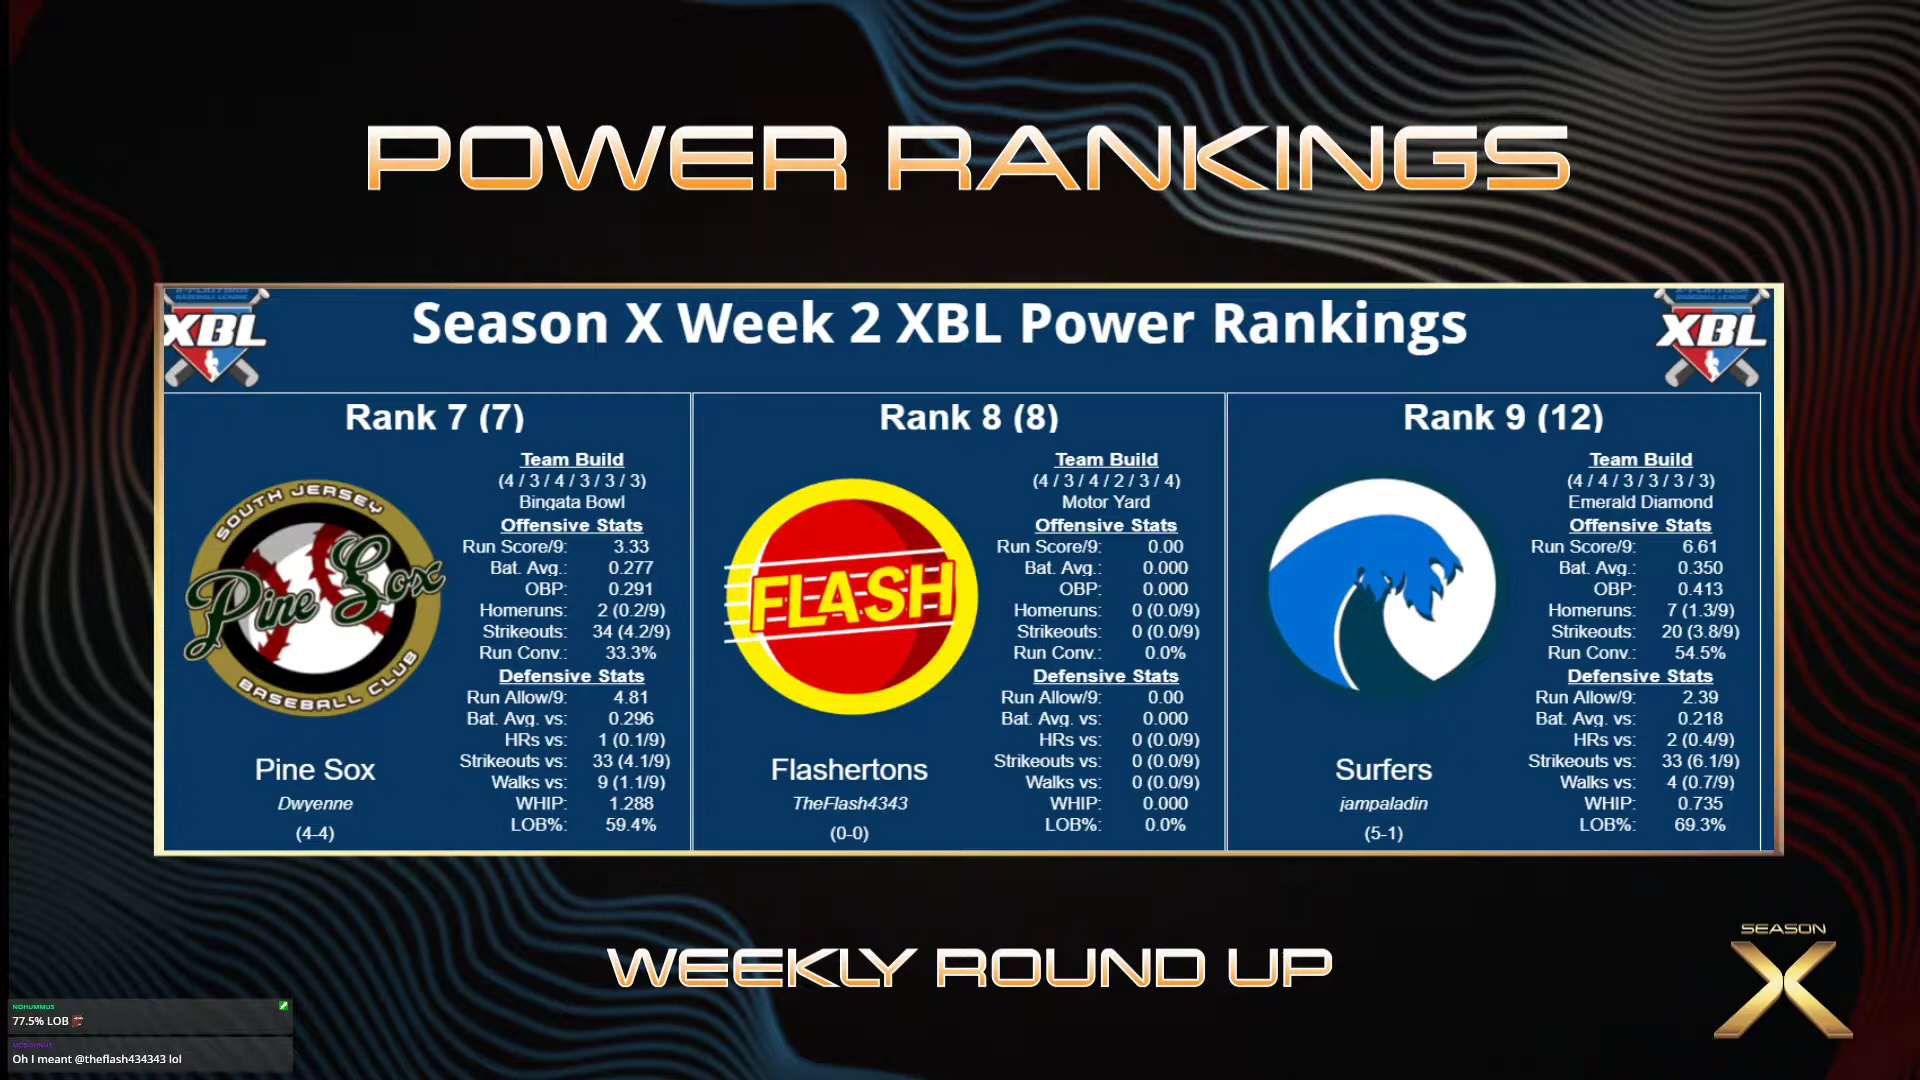 POWER RANKINGS
XBL
Season X Week 2 XBL Power Rankings
X-PLATFORM
BASEBALL LEAGUE
XBL
Rank 7 (7)
SOUTH JERSEY
Pine Sox
BASEBALL CLUB
Pine Sox
Dwyenne
(4-4)
Team Build
(4 / 3 / 4 / 3 / 3 / 3)
Bingata Bowl
Offensive Stats
Run Score/9: 3.33
Bat. Avg.: 0.277
OBP: 0.291
Homeruns: 2 (0.2/9)
Strikeouts: 34 (4.2/9)
Run Conv.: 33.3%
Defensive Stats
Run Allow/9: 4.81
Bat. Avg. vs: 0.296
HRs vs: 1 (0.1/9)
Strikeouts vs: 33 (4.1/9)
Walks vs: 9 (1.1/9)
WHIP: 1.288
LOB%: 59.4%
Rank 8 (8)
FLASH
Flashertons
TheFlash4343
(0-0)
Team Build
(4 / 3 / 4 / 2 / 3 / 4)
Motor Yard
Offensive Stats
Run Score/9: 0.00
Bat. Avg.: 0.000
OBP: 0.000
Homeruns: 0 (0.0/9)
Strikeouts: 0 (0.0/9)
Run Conv.: 0.0%
Defensive Stats
Run Allow/9: 0.00
Bat. Avg. vs: 0.000
HRs vs: 0 (0.0/9)
Strikeouts vs: 0 (0.0/9)
Walks vs: 0 (0.0/9)
WHIP: 0.000
LOB%: 0.0%
Rank 9 (12)
Surfers
jampaladin
(5-1)
Team Build
(4 / 4 / 3 / 3 / 3 / 3)
Emerald Diamond
Offensive Stats
Run Score/9: 6.61
Bat. Avg.: 0.350
OBP: 0.413
Homeruns: 7 (1.3/9)
Strikeouts: 20 (3.8/9)
Run Conv.: 54.5%
Defensive Stats
Run Allow/9: 2.39
Bat. Avg. vs: 0.218
HRs vs: 2 (0.4/9)
Strikeouts vs: 33 (6.1/9)
Walks vs: 4 (0.7/9)
WHIP: 0.735
LOB%: 69.3%
WEEKLY ROUND UP
SEASON
X
NOHUMMUS
77.5% LOB
Oh I meant @theflash434343 lol